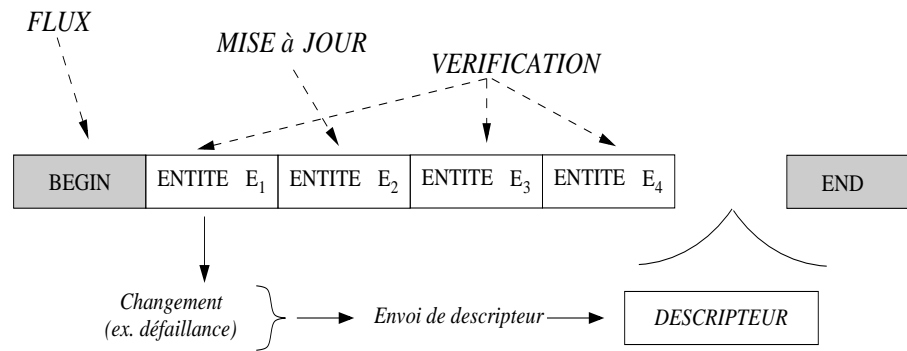 FLUX
MISE à JOUR
VERIFICATION
BEGIN
ENTITE E1
ENTITE E2
ENTITE E3
ENTITE E4
END
Changement
(ex. défaillance)
Envoi de descripteur
DESCRIPTEUR